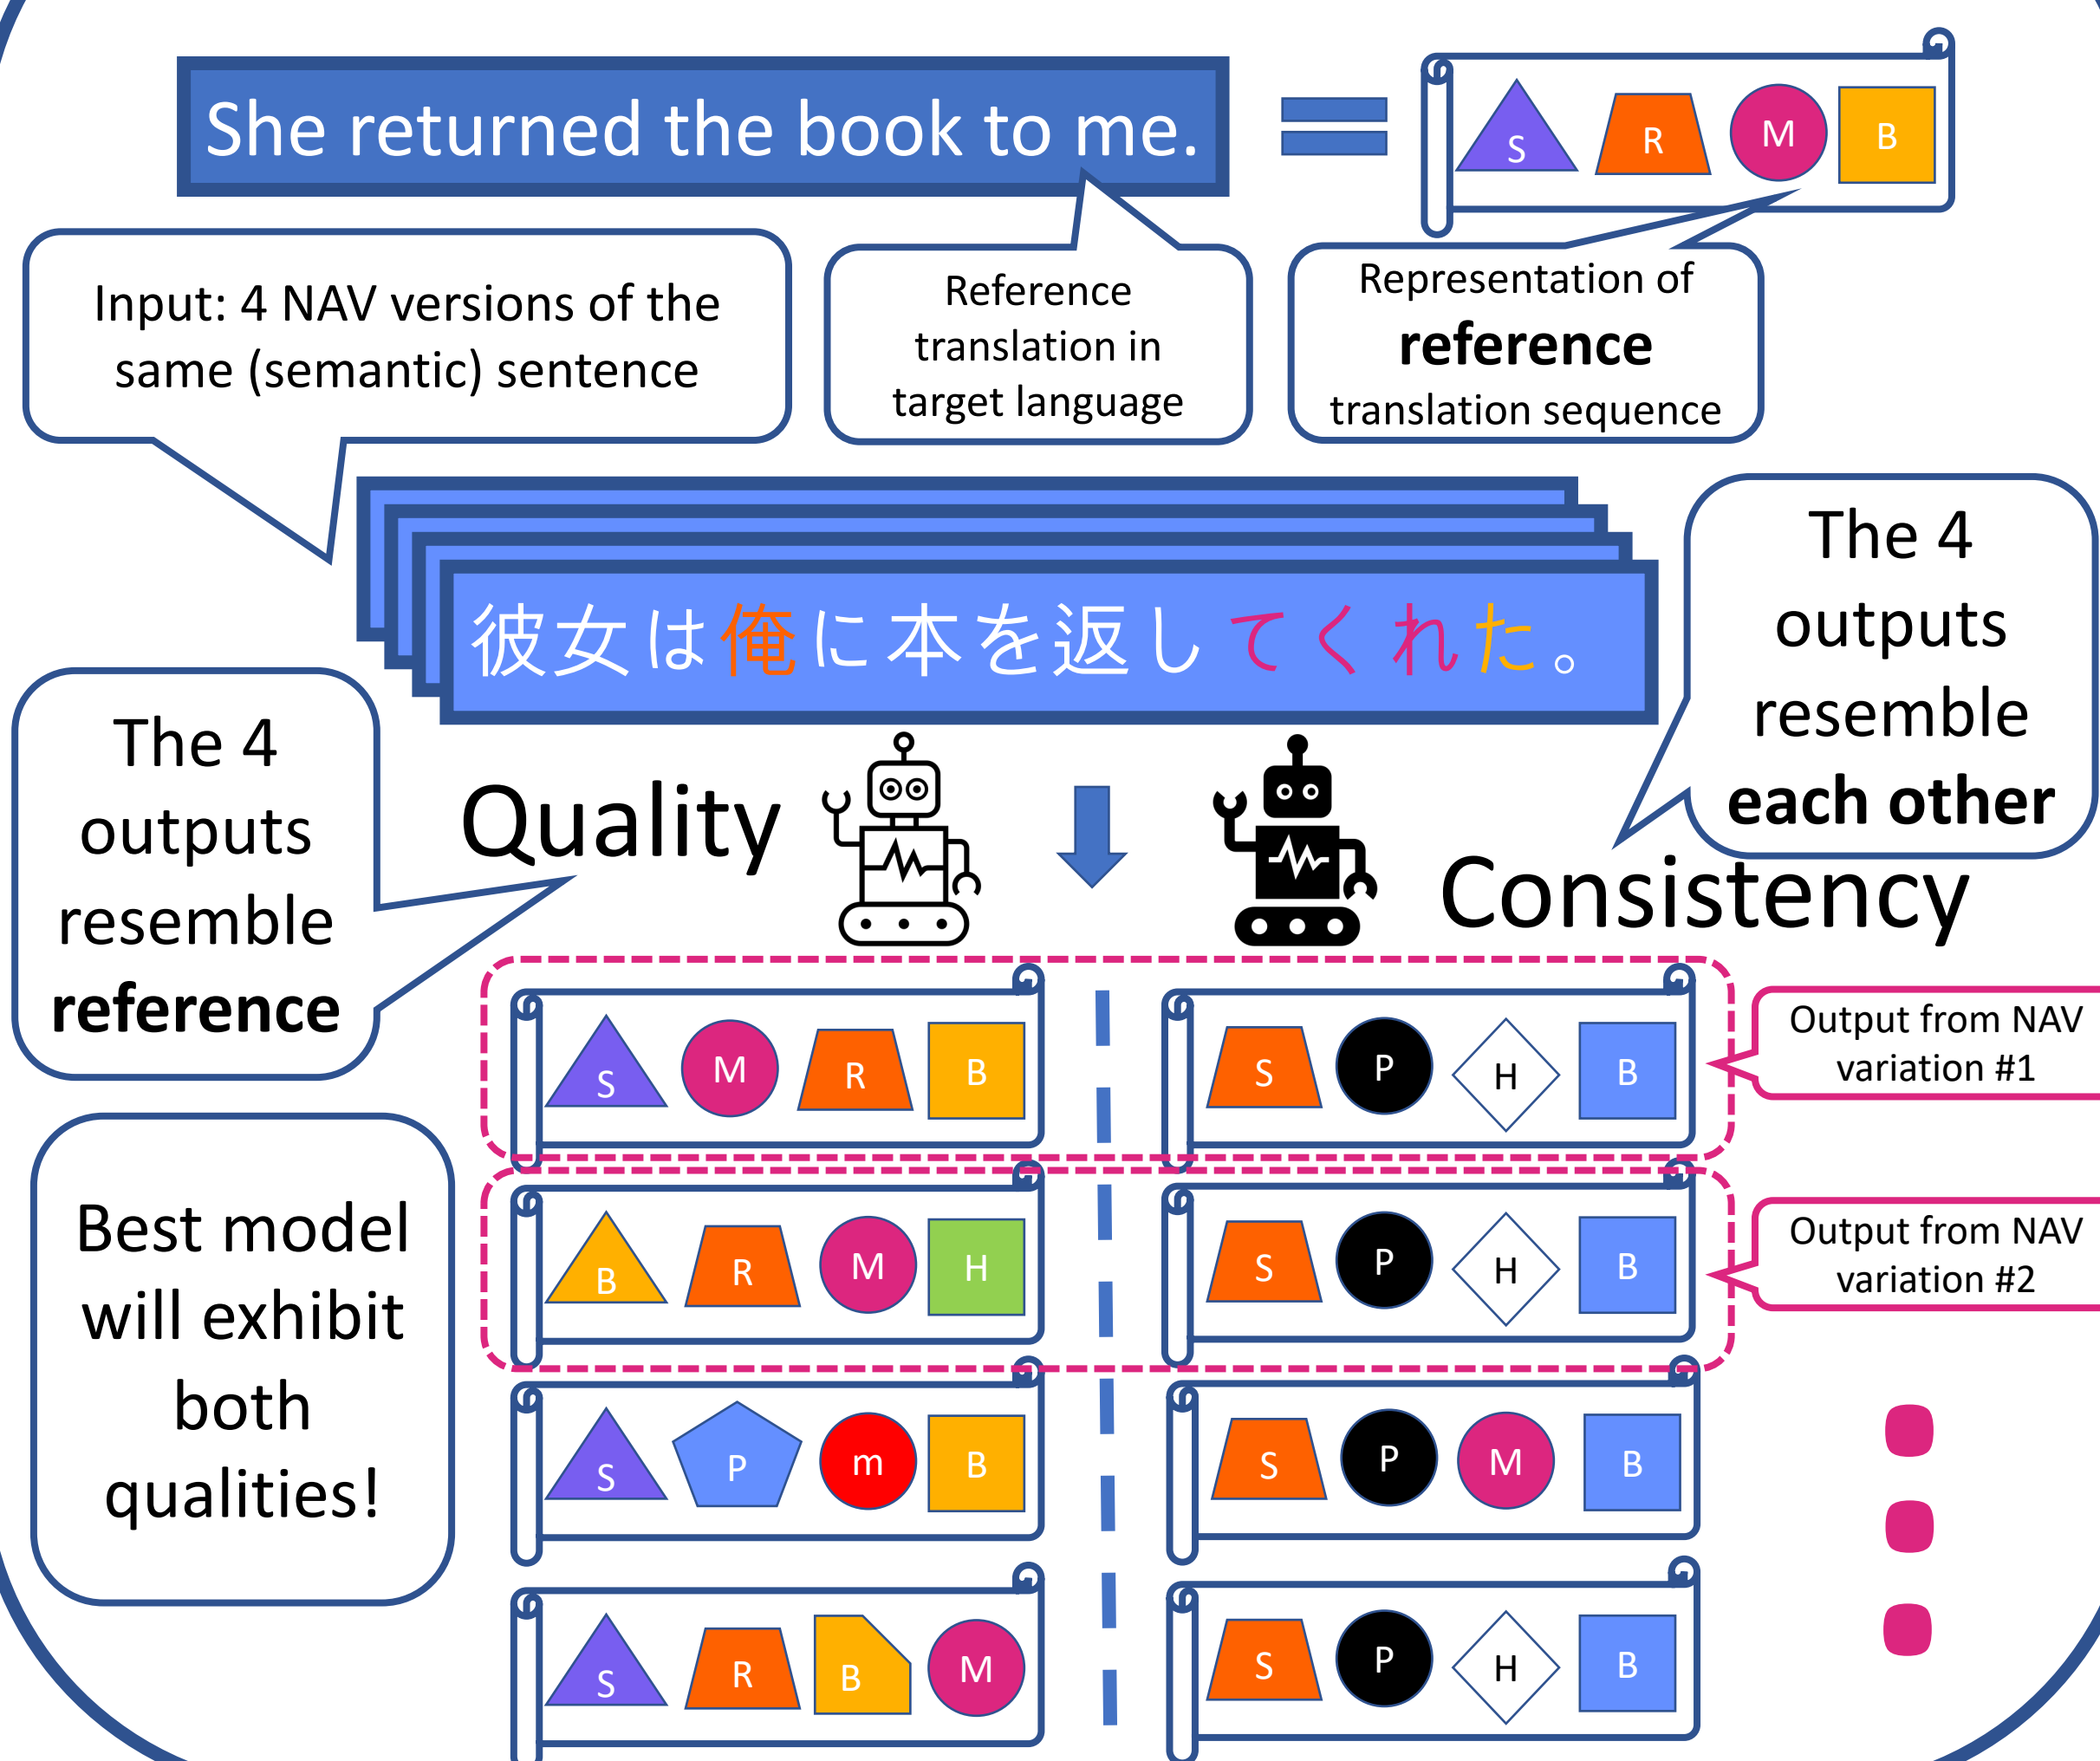 She returned the book to me.
S R M B
Input: 4 NAV versions of the
same (semantic) sentence
Reference
translation in
target language
Representation of
reference
translation sequence
彼女は俺に本を返してくれた。
The 4
outputs
resemble
each other
The 4
outputs
resemble
reference
Quality
Consistency
S M R B
S P H B
Output from NAV
variation #1
B R M H
S P H B
Output from NAV
variation #2
Best model
will exhibit
both
qualities!
S P m B
S P M B
S R B M
S P H B